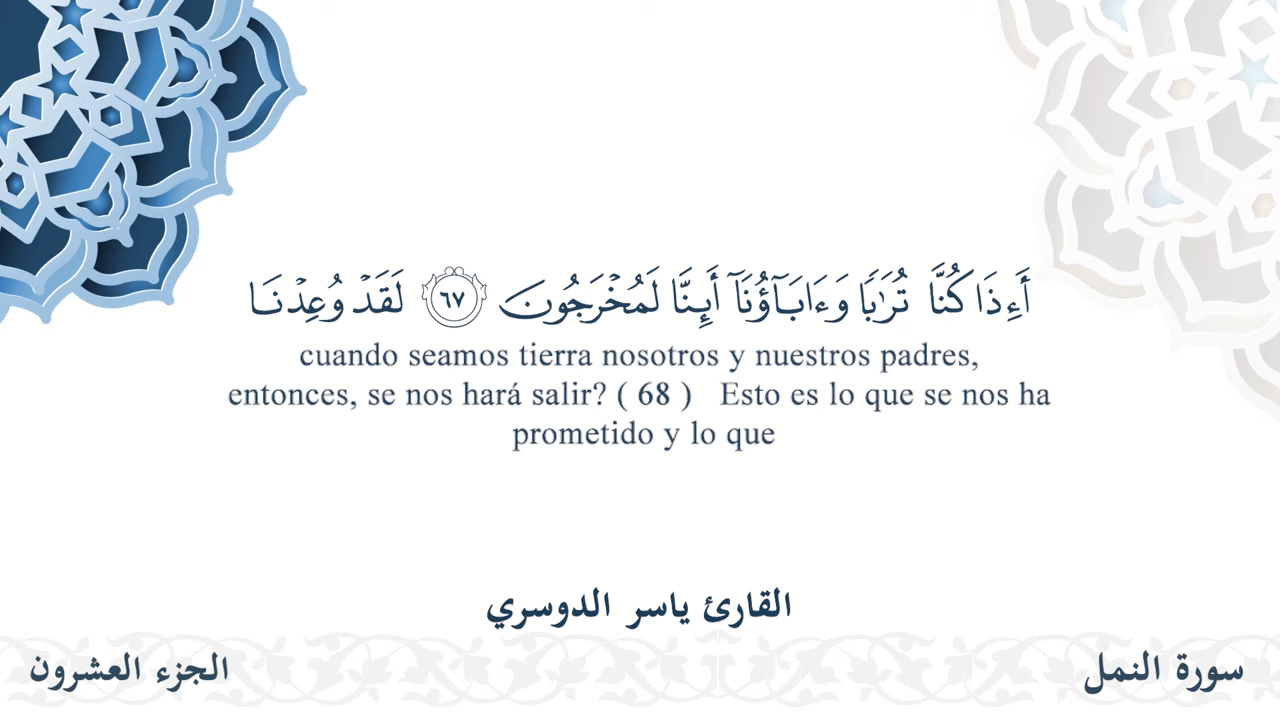 أَءِذَا كُنَّا تُرَٰبٗا وَءَابَآؤُنَآ أَئِنَّا لَمُخۡرَجُونَ ٦٧ لَقَدۡ وُعِدۡنَا
cuando seamos tierra nosotros y nuestros padres,
entonces, se nos hará salir? ( 68 ) Esto es lo que se nos ha
prometido y lo que
القارئ ياسر الدوسري
سورة النمل
الجزء العشرون